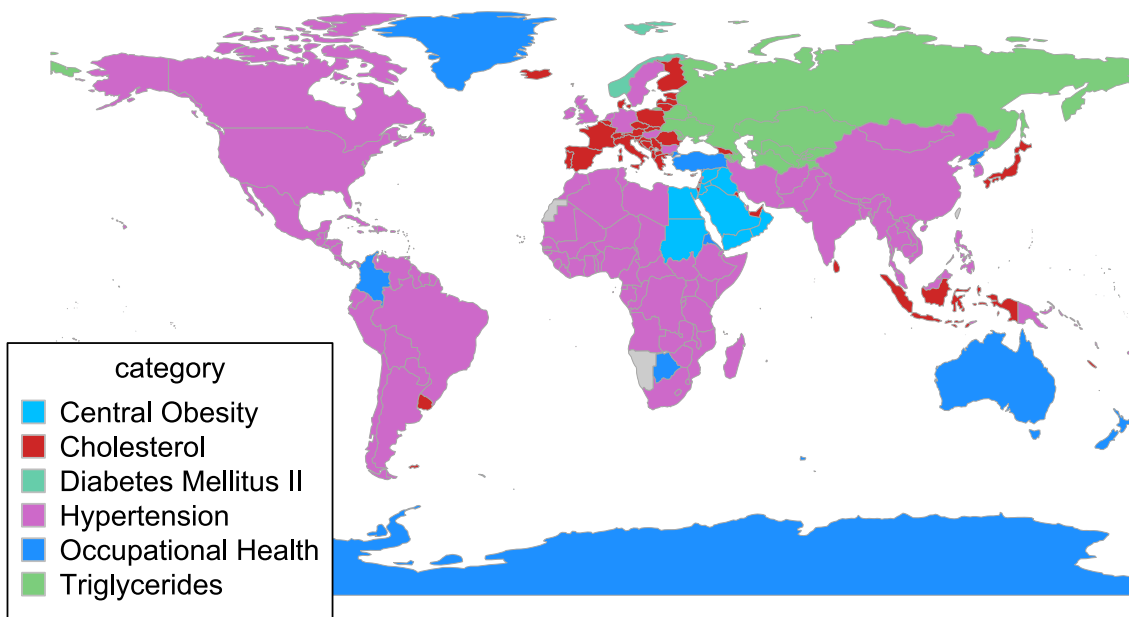 category
Central Obesity
Cholesterol
Diabetes Mellitus II
Hypertension
Occupational Health
Triglycerides